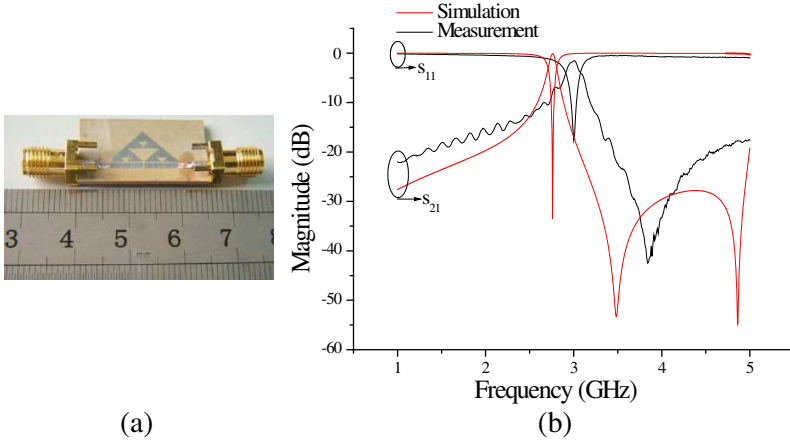 Simulation
Measurement
0
-10
-20
-30
-40
-50
-60
Magnitude (dB)
S11
S21
1
2
3
4
5
Frequency (GHz)
3 4 5 6 7 8
(a)
(b)